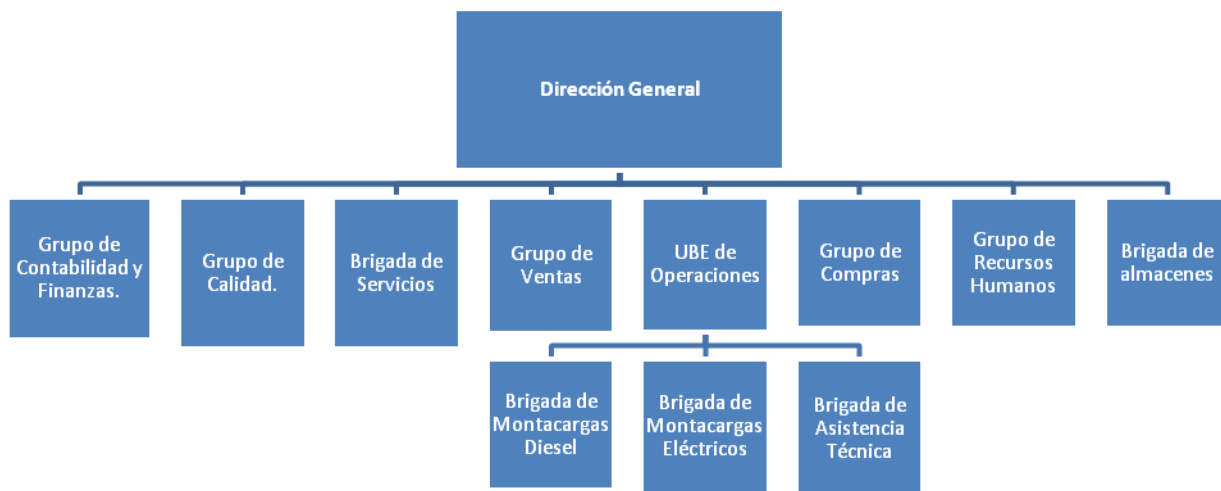 Dirección General
Grupo de
Contabilidad y
Finanzas.
Grupo de
Calidad.
Brigada de
Servicios
Grupo de
Ventas
UBE de
Operaciones
Grupo de
Compras
Grupo de
Recursos
Humanos
Brigada de
almacenes
Brigada de
Montacargas
Diesel
Brigada de
Montacargas
Eléctricos
Brigada de
Asistencia
Técnica